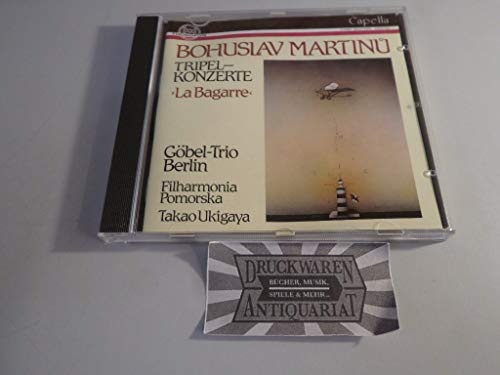 Capella
BOHUSLAV MARTINŮ
TRIPEL-
KONZERTE
›La Bagarre‹
Göbel-Trio
Berlin
Filharmonia
Pomorska
Takao Ukigaya
DRUCKWAREN
BÜCHER, MUSIK,
SPIELE & MEHR...
ANTIQUARIAT